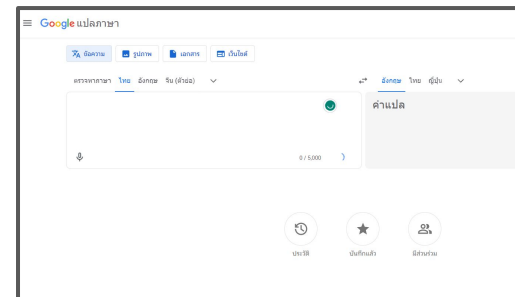 Google แปลภาษา
ข้อความ รูปภาพ เอกสาร เว็บไซต์
ตรวจหาภาษา ไทย อังกฤษ จีน (ตัวย่อ) อังกฤษ ไทย ญี่ปุ่น
คำแปล
0 / 5,000
ประวัติ บันทึกแล้ว มีส่วนร่วม